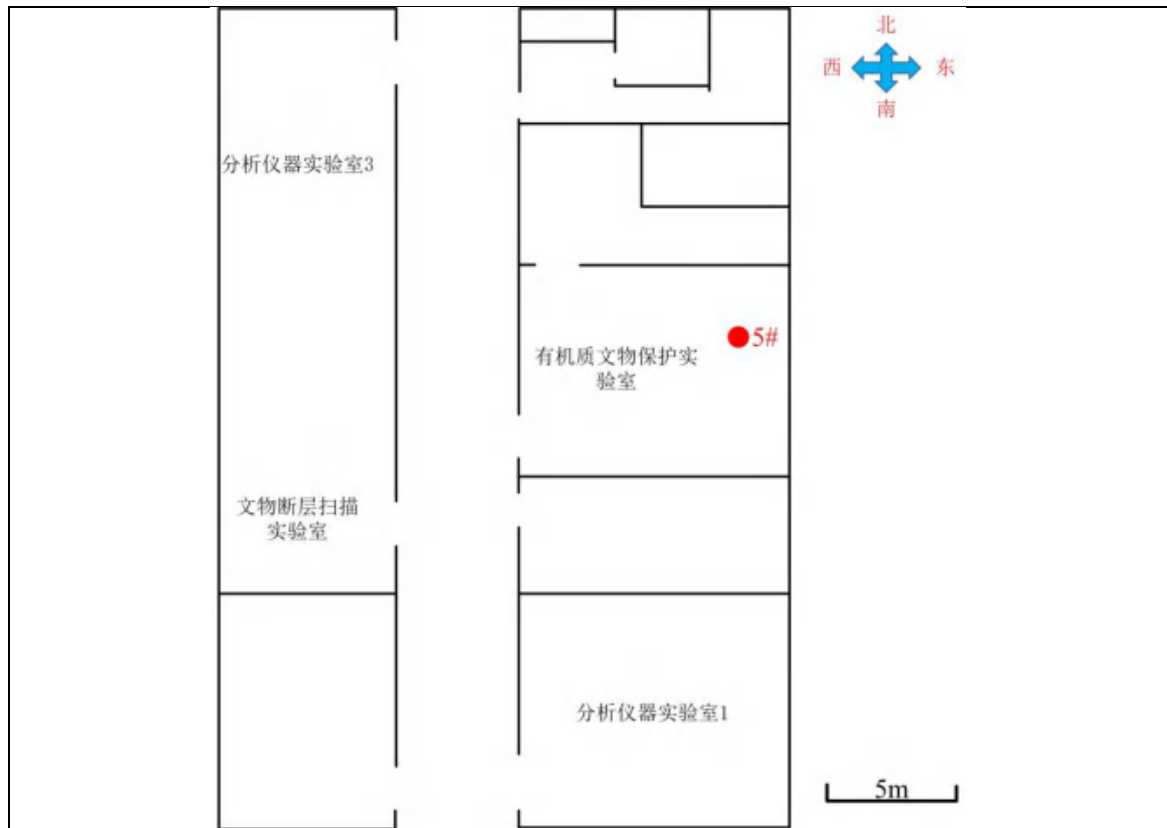 北
西
东
南
分析仪器实验室3
5#
有机质文物保护实
验室
文物断层扫描
实验室
分析仪器实验室1
5m